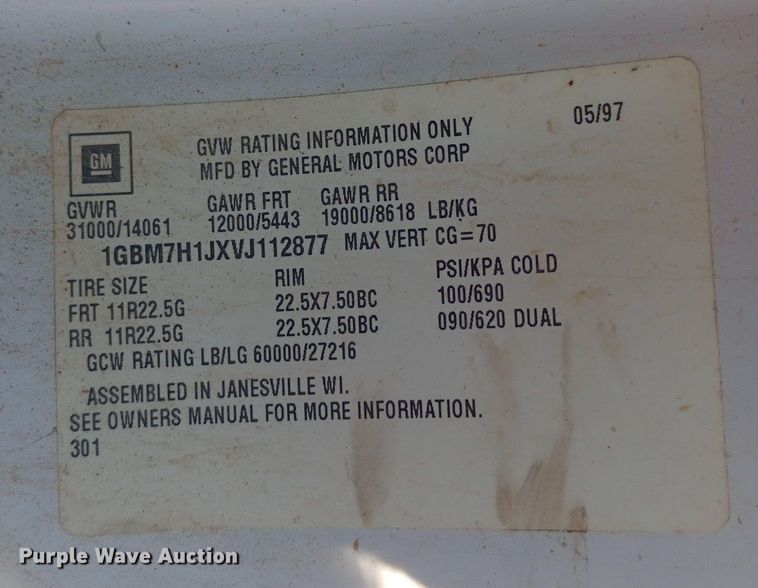 GM
GVW RATING INFORMATION ONLY 05/97
MFD BY GENERAL MOTORS CORP
GVWR GAWR FRT GAWR RR
31000/14061 12000/5443 19000/8618 LB/KG
1GBM7H1JXVJ112877 MAX VERT CG=70
TIRE SIZE RIM PSI/KPA COLD
FRT 11R22.5G 22.5X7.50BC 100/690
RR 11R22.5G 22.5X7.50BC 090/620 DUAL
GCW RATING LB/LG 60000/27216
ASSEMBLED IN JANESVILLE WI.
SEE OWNERS MANUAL FOR MORE INFORMATION.
301
Purple Wave Auction